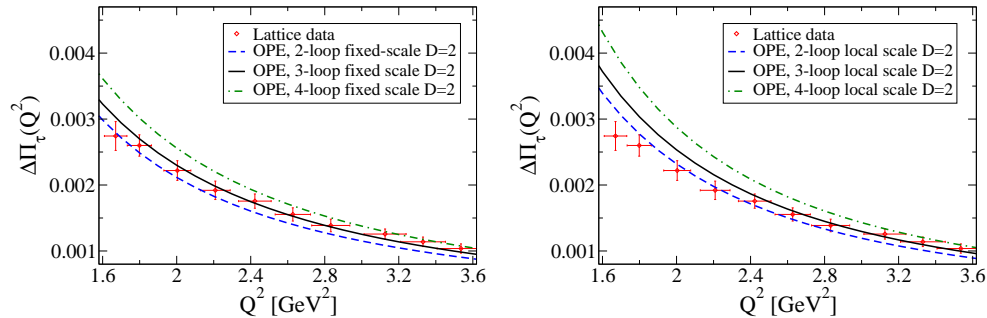 Lattice data
OPE, 2-loop fixed-scale D=2
OPE, 3-loop fixed scale D=2
OPE, 4-loop fixed scale D=2
0.004
0.003
0.002
0.001
ΔΠτ(Q²)
1.6 2 2.4 2.8 3.2 3.6
Q² [GeV²]
Lattice data
OPE, 2-loop local scale D=2
OPE, 3-loop local scale D=2
OPE, 4-loop local scale D=2
0.004
0.003
0.002
0.001
ΔΠτ(Q²)
1.6 2 2.4 2.8 3.2 3.6
Q² [GeV²]